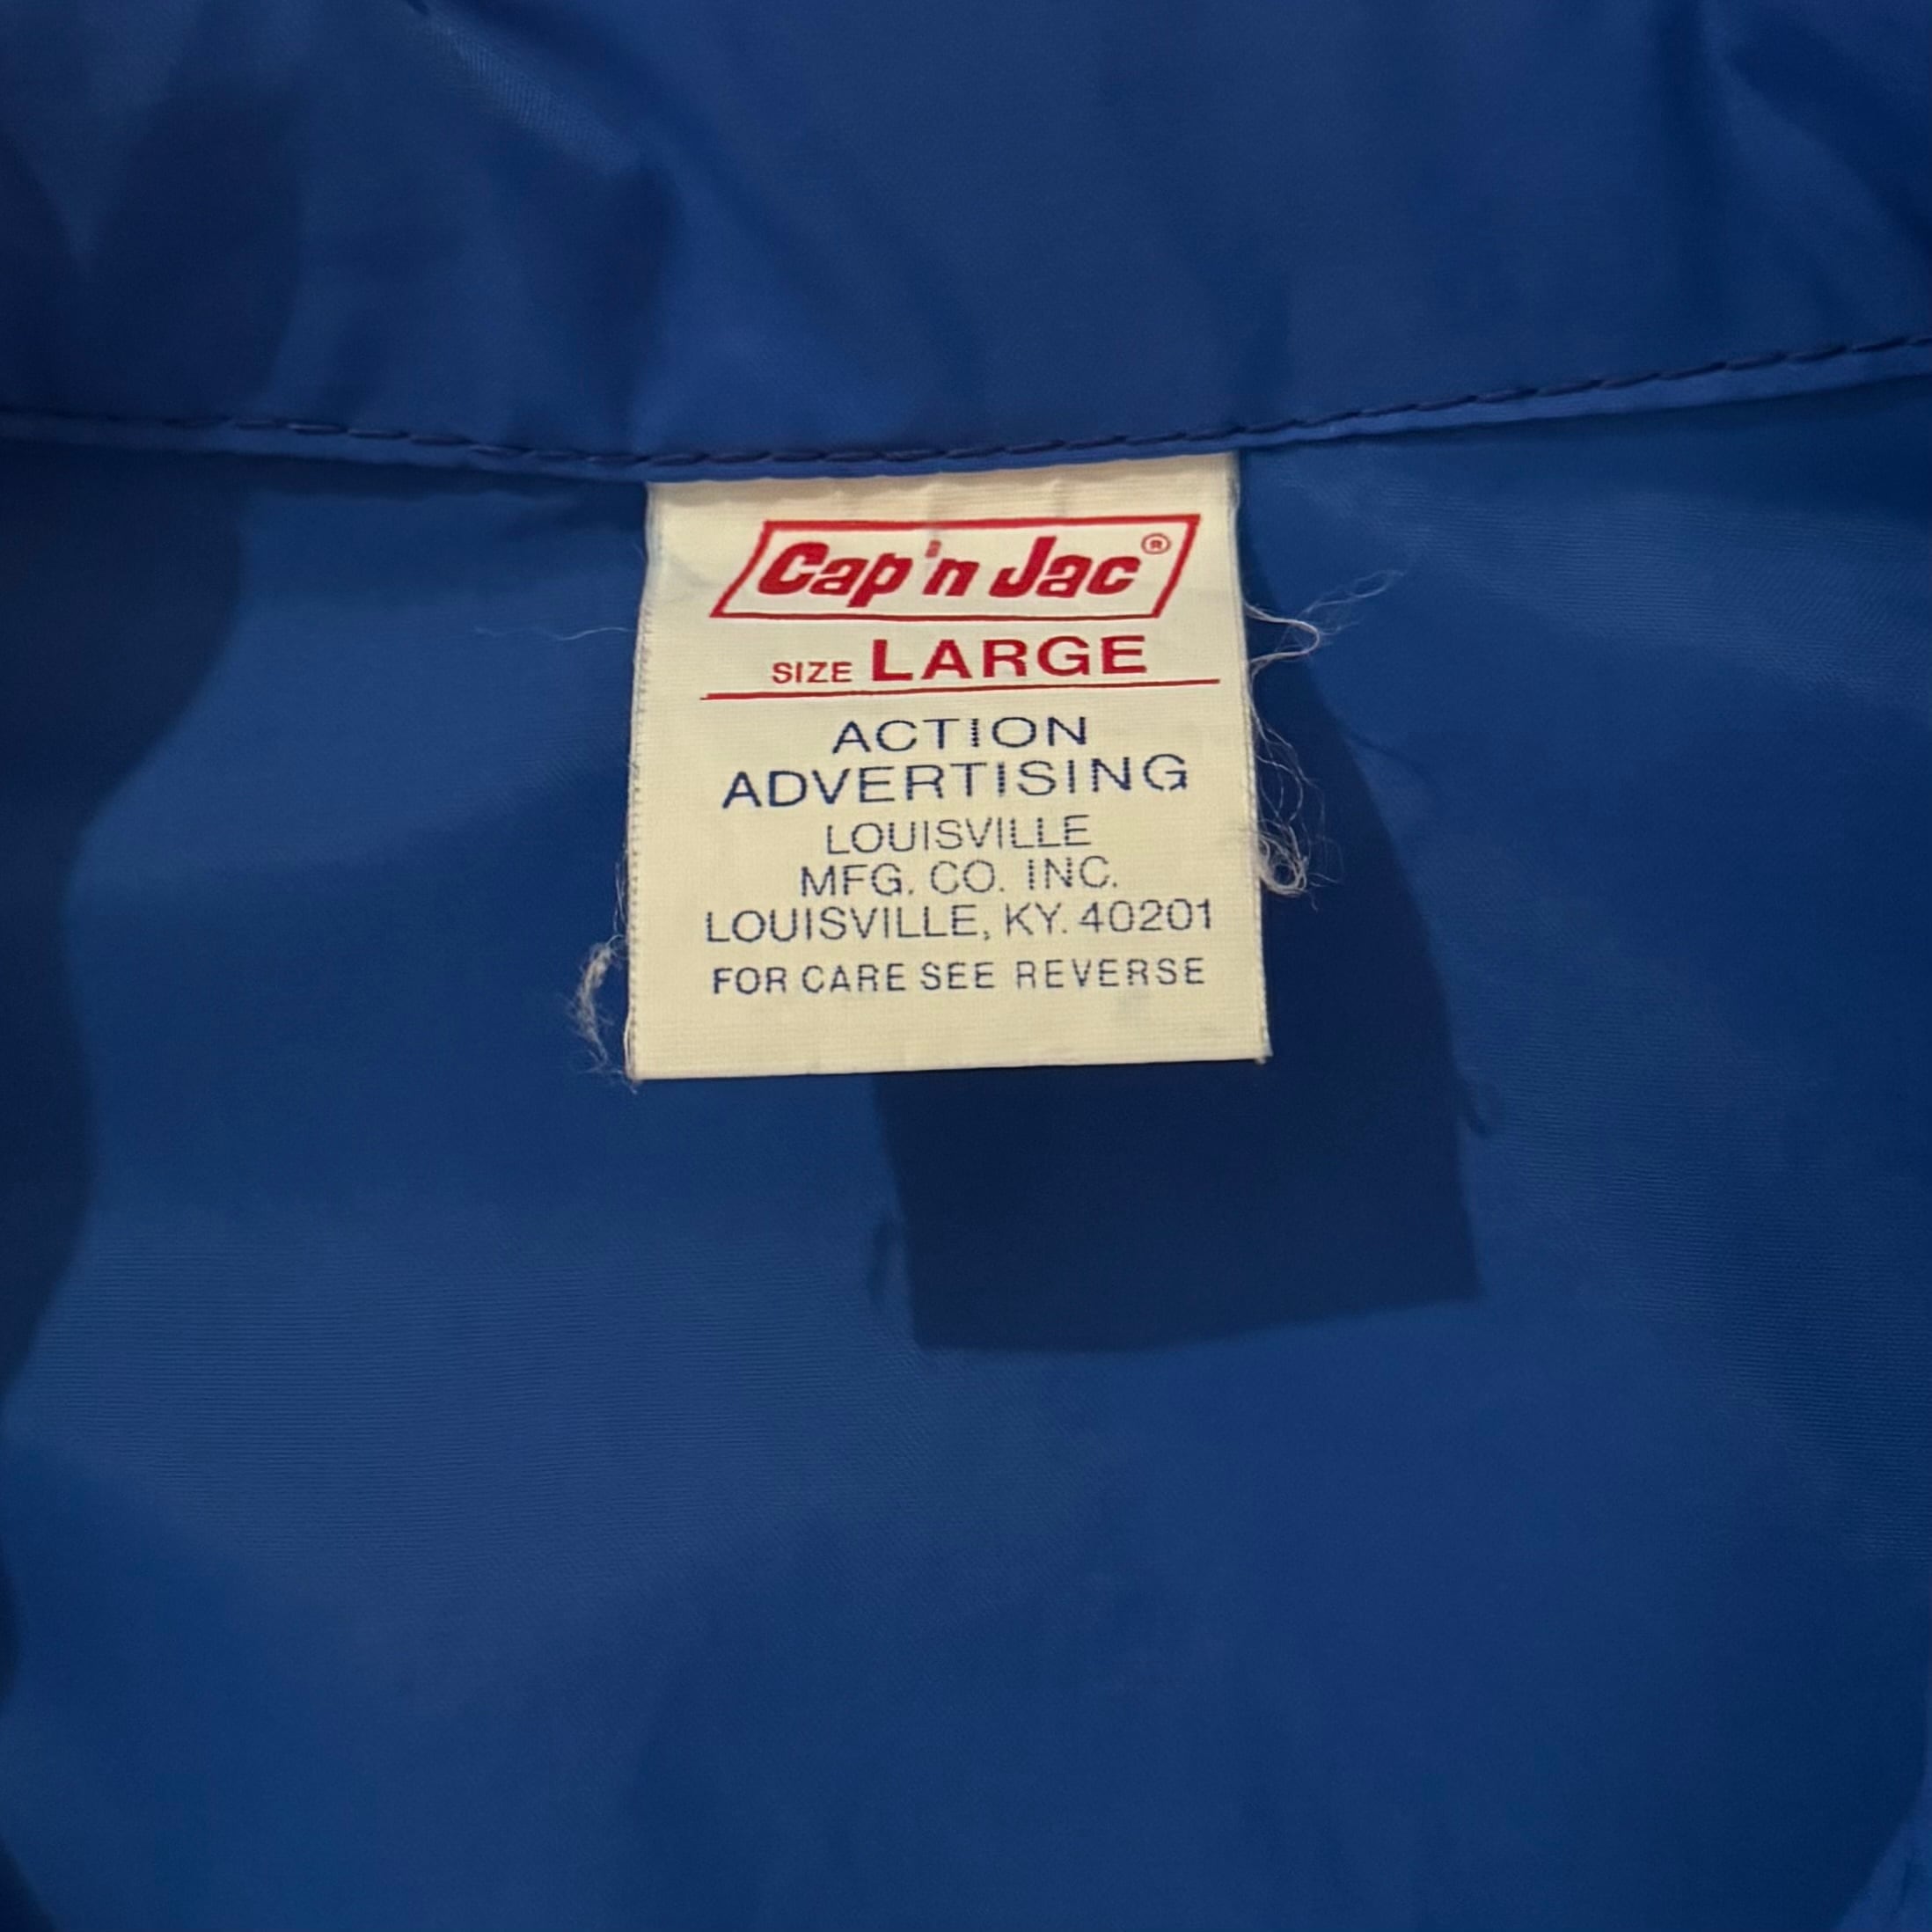 Cap'n Jac®
SIZE LARGE
ACTION
ADVERTISING
LOUISVILLE
MFG. CO. INC.
LOUISVILLE, KY. 40201
FOR CARE SEE REVERSE